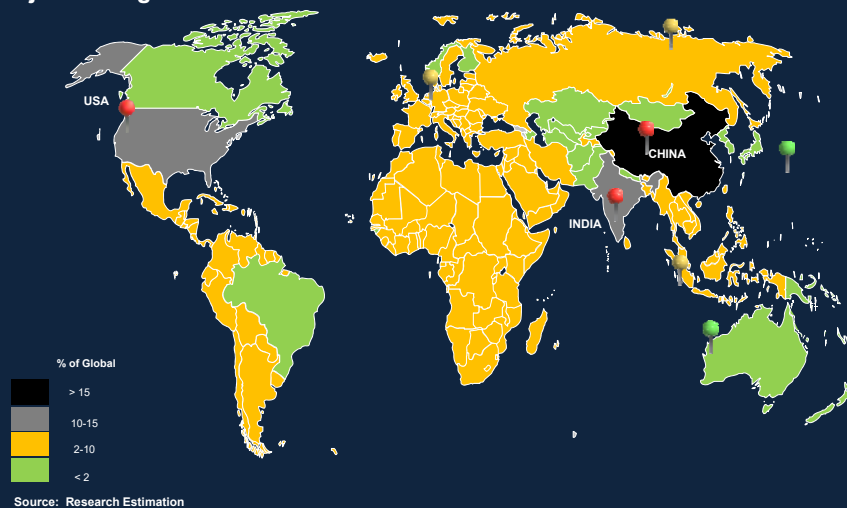 USA
CHINA
INDIA
% of Global
> 15
10-15
2-10
< 2
Source: Research Estimation